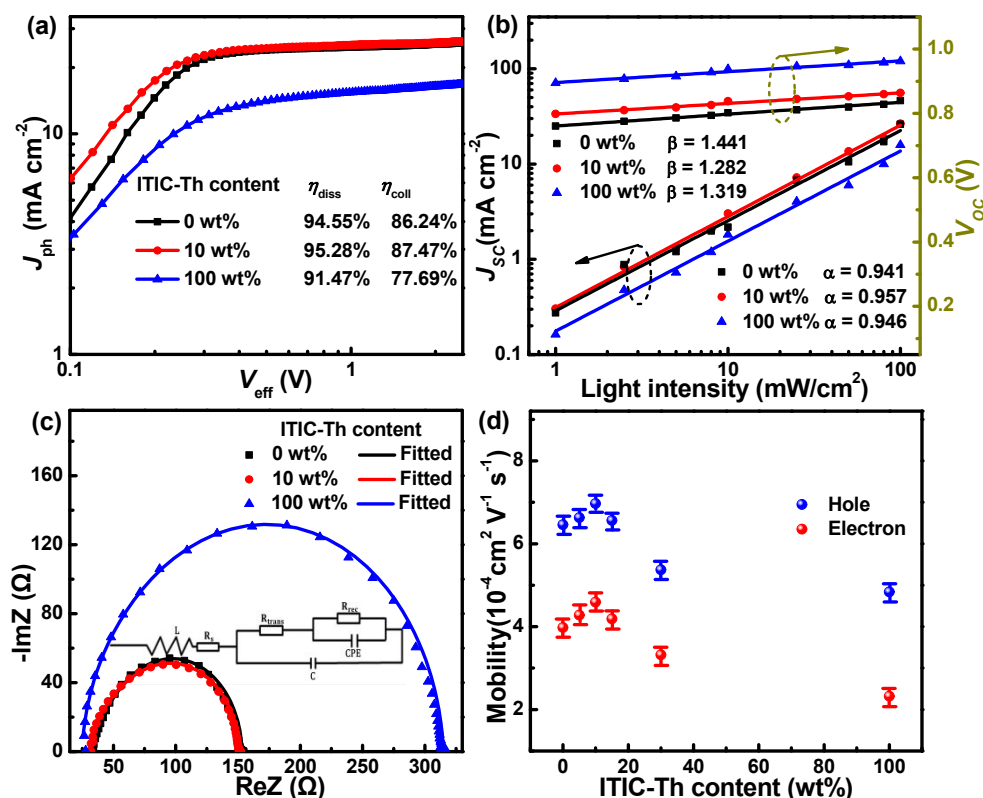 (a)
10
1
0.1
1
J_ph (mA cm⁻²)
V_eff (V)
ITIC-Th content η_diss η_coll
0 wt% 94.55% 86.24%
10 wt% 95.28% 87.47%
100 wt% 91.47% 77.69%
(b)
100
10
1
0.1
J_SC(mA cm⁻²)
1.0
0.8
0.6
0.4
0.2
V_OC (V)
0 wt% β = 1.441
10 wt% β = 1.282
100 wt% β = 1.319
0 wt% α = 0.941
10 wt% α = 0.957
100 wt% α = 0.946
1 10 100
Light intensity (mW/cm²)
(c)
ITIC-Th content
0 wt% Fitted
10 wt% Fitted
100 wt% Fitted
200
160
120
80
40
0
-ImZ (Ω)
L
R_s
R_trans
R_rec
CPE
C
50 100 150 200 250 300
ReZ (Ω)
(d)
8
6
4
2
Mobility(10⁻⁴cm² V⁻¹ s⁻¹)
Hole
Electron
0 20 40 60 80 100
ITIC-Th content (wt%)